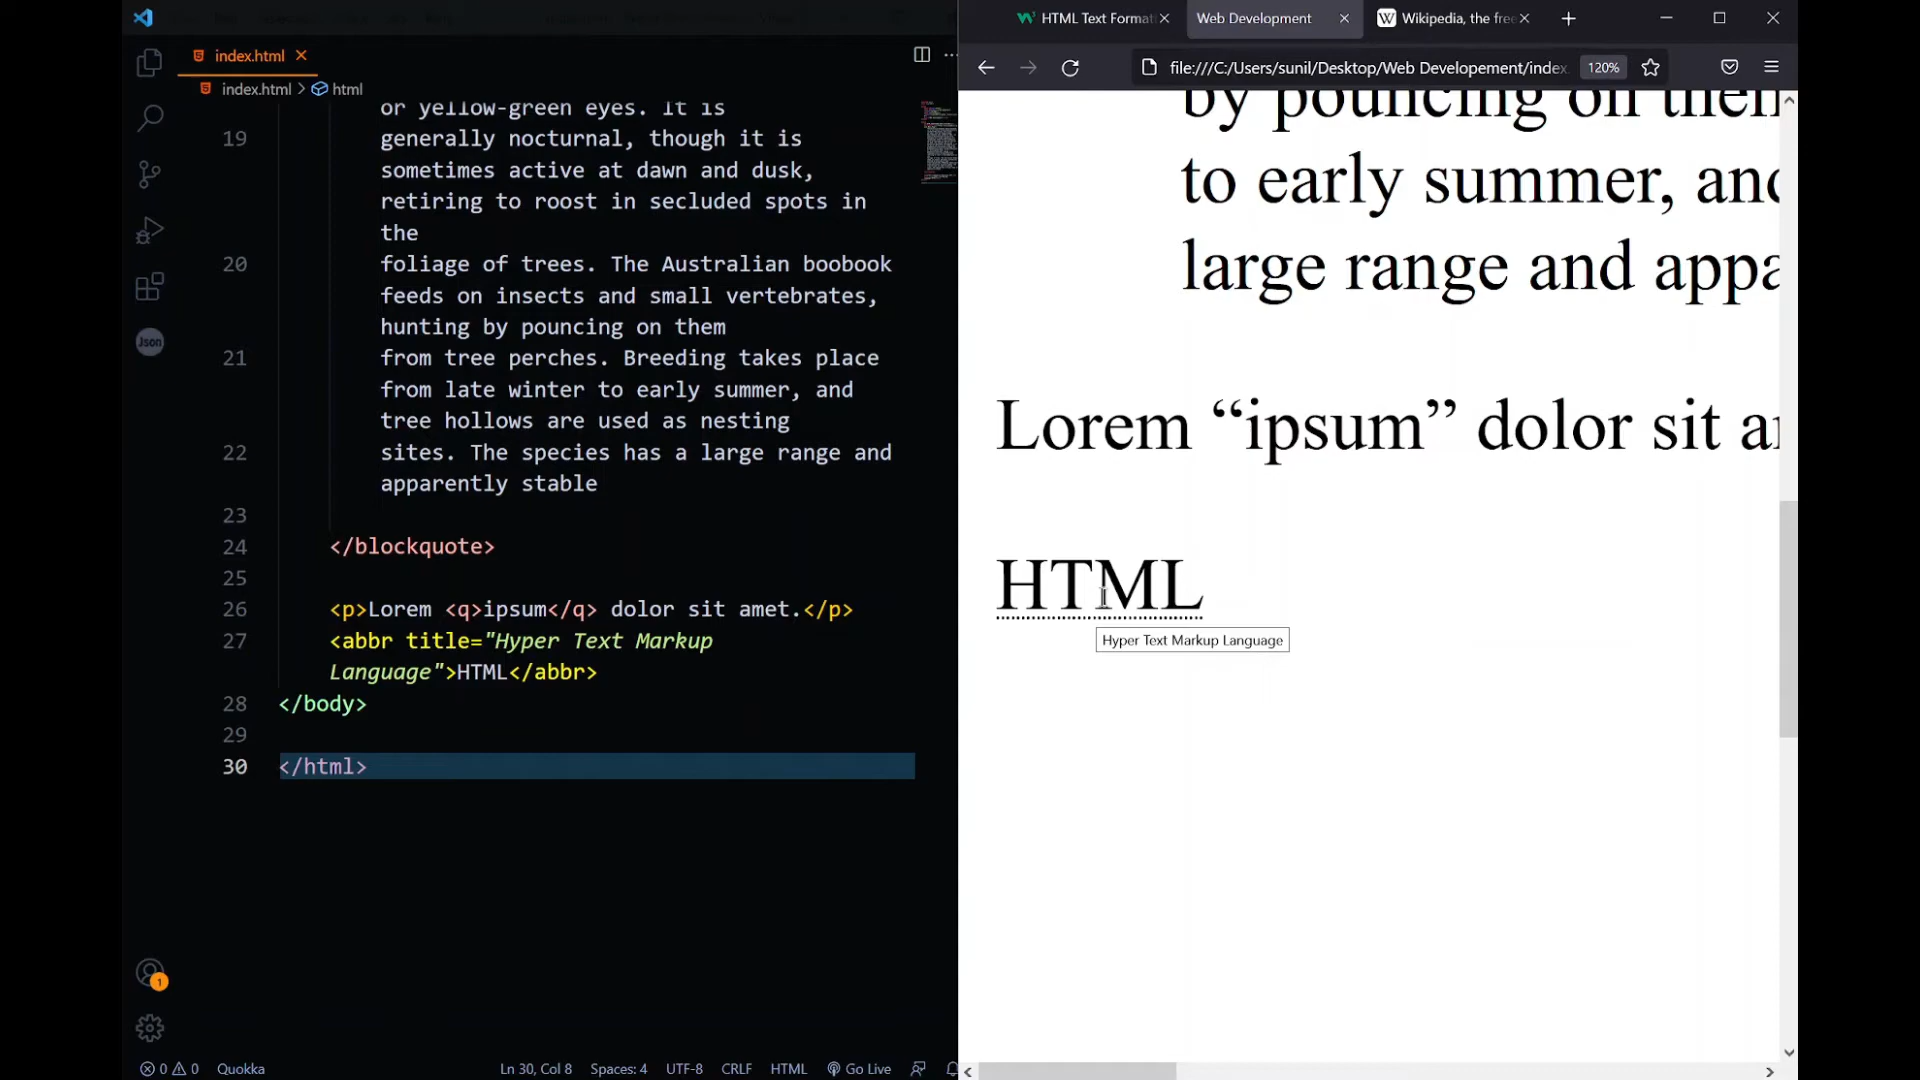 index.html
index.html > html
or yellow-green eyes. It is
19 generally nocturnal, though it is
sometimes active at dawn and dusk,
retiring to roost in secluded spots in
the
20 foliage of trees. The Australian boobook
feeds on insects and small vertebrates,
hunting by pouncing on them
21 from tree perches. Breeding takes place
from late winter to early summer, and
tree hollows are used as nesting
22 sites. The species has a large range and
apparently stable
23
24 </blockquote>
25
26 <p>Lorem <q>ipsum</q> dolor sit amet.</p>
27 <abbr title="Hyper Text Markup
Language">HTML</abbr>
28 </body>
29
30 </html>
Json
1
0 0 Quokka Ln 30, Col 8 Spaces: 4 UTF-8 CRLF HTML Go Live
HTML Text Format Web Development Wikipedia, the free
file:///C:/Users/sunil/Desktop/Web Developement/index. 120%
by pouncing on them
to early summer, and
large range and appa
Lorem “ipsum” dolor sit a
HTML
Hyper Text Markup Language